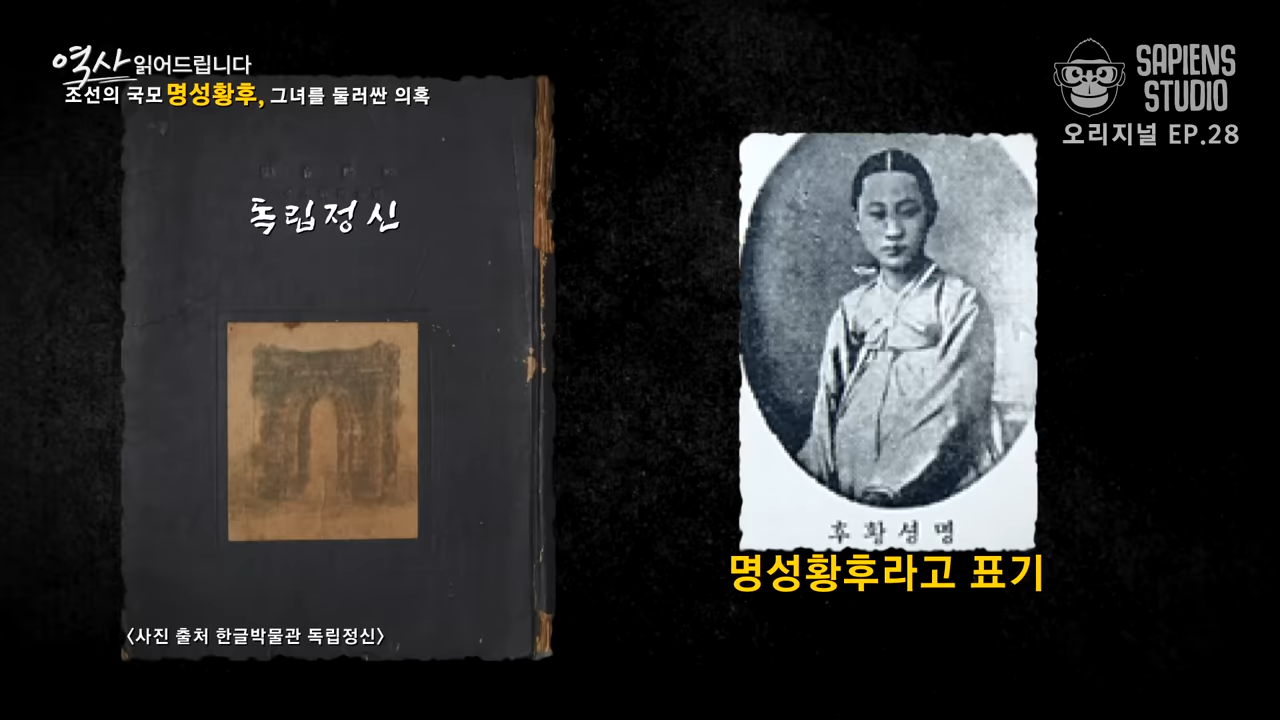 역사 읽어드립니다
조선의 국모 명성황후, 그녀를 둘러싼 의혹
SAPIENS
STUDIO
오리지널 EP.28
독립정신
후황셩명
명성황후라고 표기
〈사진 출처 한글박물관 독립정신〉